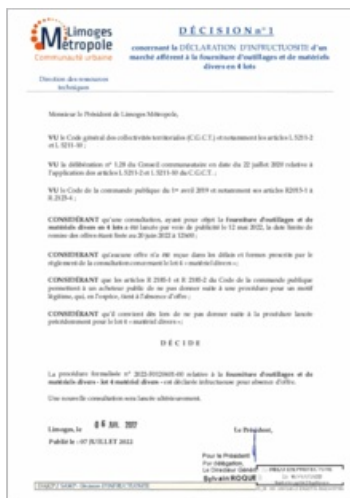 Limoges
Métropole
Communauté urbaine
Direction des ressources
techniques
DÉCISION n° 1
concernant la DÉCLARATION D'INFRUCTUOSITE d'un
marché afférent à la fourniture d'outillages et de matériels
divers en 4 lots
Monsieur le Président de Limoges Métropole,
VU le Code général des collectivités territoriales (C.G.C.T.) et notamment les articles L.5211-2
et L.5211-10 ;
VU la délibération n° 1.28 du Conseil communautaire en date du 22 juillet 2020 relative à
l'application des articles L.5211-2 et L.5211-10 du C.G.C.T. ;
VU le Code de la commande publique du 1er avril 2019 et notamment ses articles
CONSIDÉRANT qu'une consultation, ayant pour objet la fourniture d'outillages et de
matériels divers en 4 lots a été lancée par voie de publicité le 12 mai 2022, la date limite de
remise des offres étant fixée au 20 juin 2022 à 12h00 ;
CONSIDÉRANT qu'aucune offre n'a été reçue dans les délais et formes prescrits par le
règlement de la consultation concernant le lot 4 « matériel divers » ;
CONSIDÉRANT que les articles R 2185-1 et R 2185-2 du Code de la commande publique
permettent à un acheteur public de ne pas donner suite à une procédure pour un motif
légitime, qui, en l'espèce, tient à l'absence d'offre ;
CONSIDÉRANT qu'il convient dès lors de ne pas donner suite à la procédure lancée
précédemment pour le lot 4 « matériel divers » ;
DÉCIDE
La procédure formalisée n° relative à la fourniture d'outillages et de
matériels divers - lot 4 matériel divers - est déclarée infructueuse pour absence d'offre.
Une nouvelle consultation sera lancée ultérieurement.
Limoges, le 06 JUIL. 2022
Publié le : 07 JUILLET 2022
Le Président,
Pour le Président
Par délégation,
Le Directeur Général
Sylvain ROQUE